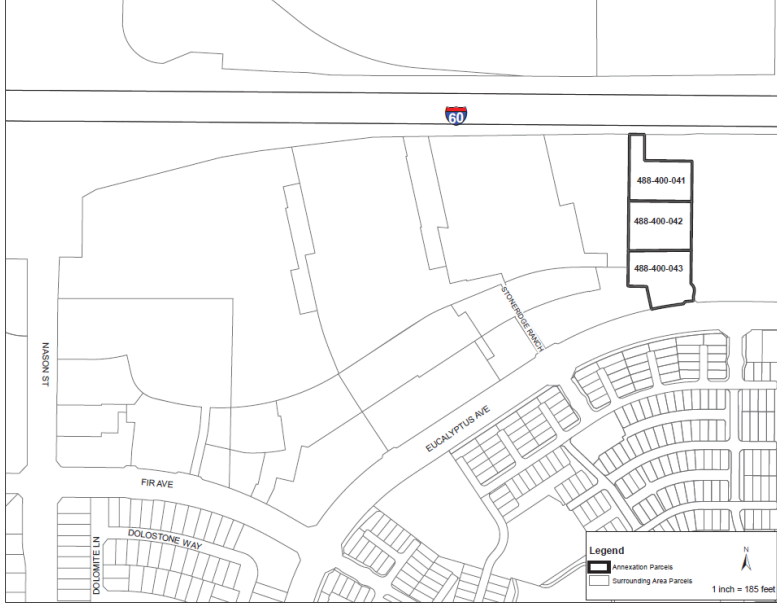 60
488-400-041
488-400-042
488-400-043
STONERIDGE RANCH
NASON ST
EUCALYPTUS AVE
FIR AVE
DOLOSTONE WAY
DOLOMITE LN
Legend
Annexation Parcels
Surrounding Area Parcels
N
1 inch = 185 feet